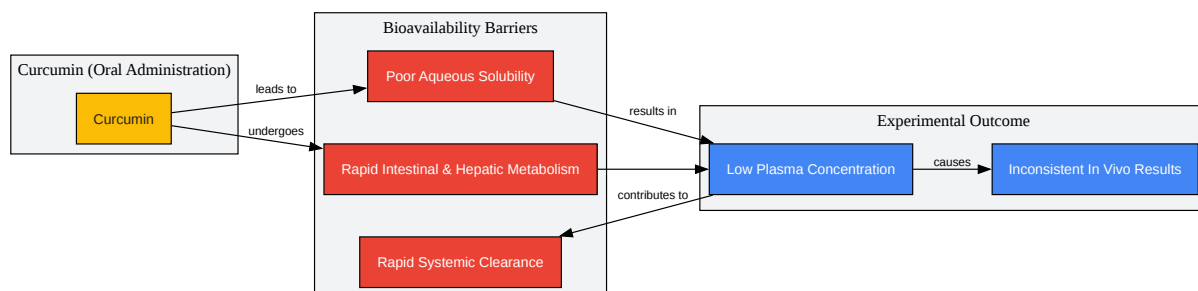 Bioavailability Barriers
Curcumin (Oral Administration)
Curcumin
leads to
undergoes
Poor Aqueous Solubility
Rapid Intestinal & Hepatic Metabolism
Rapid Systemic Clearance
results in
contributes to
Experimental Outcome
Low Plasma Concentration
causes
Inconsistent In Vivo Results